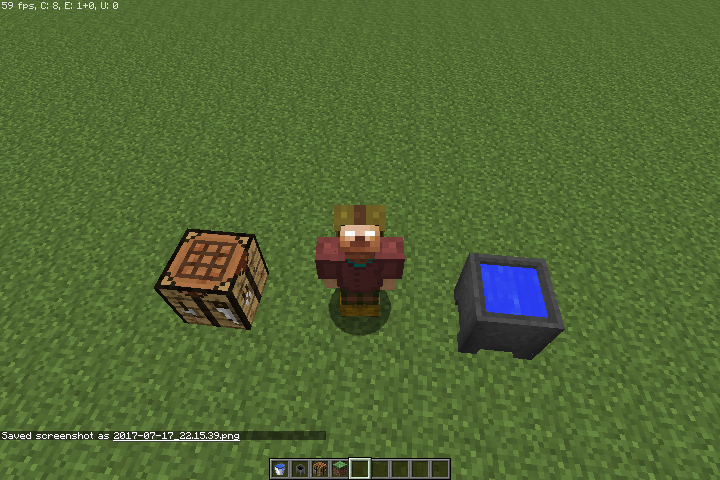 59 fps, C: 8, E: 1+0, U: 0
Saved screenshot as 2017-07-17_22.15.39.png